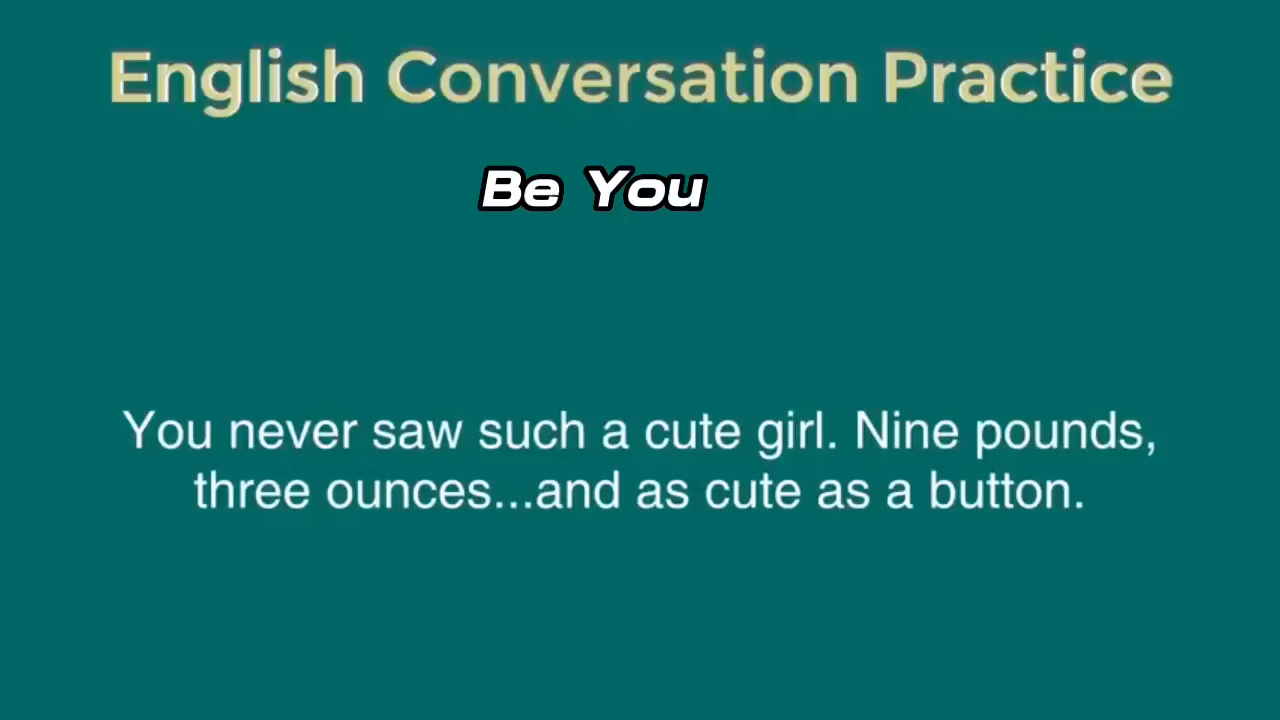 English Conversation Practice
Be You
You never saw such a cute girl. Nine pounds,
three ounces...and as cute as a button.